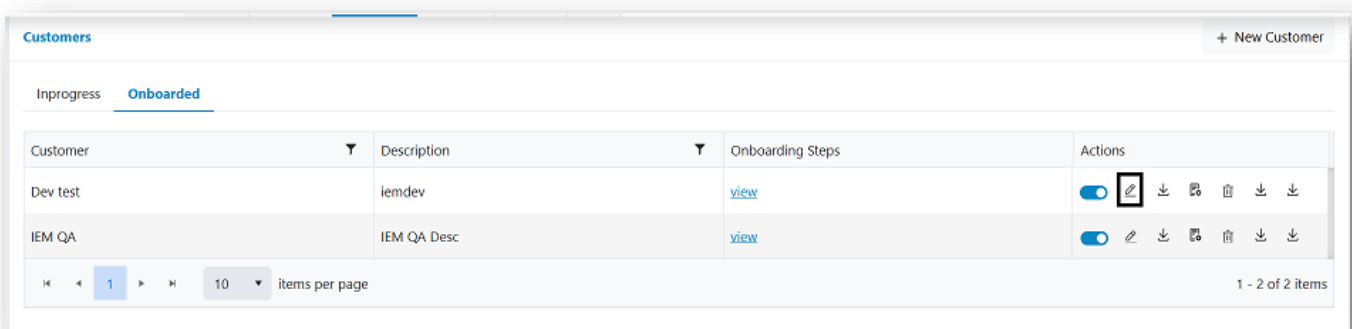 Customers
+ New Customer
Inprogress Onboarded
Customer Description Onboarding Steps Actions
Dev test iemdev view
IEM QA IEM QA Desc view
1 10 items per page 1 - 2 of 2 items